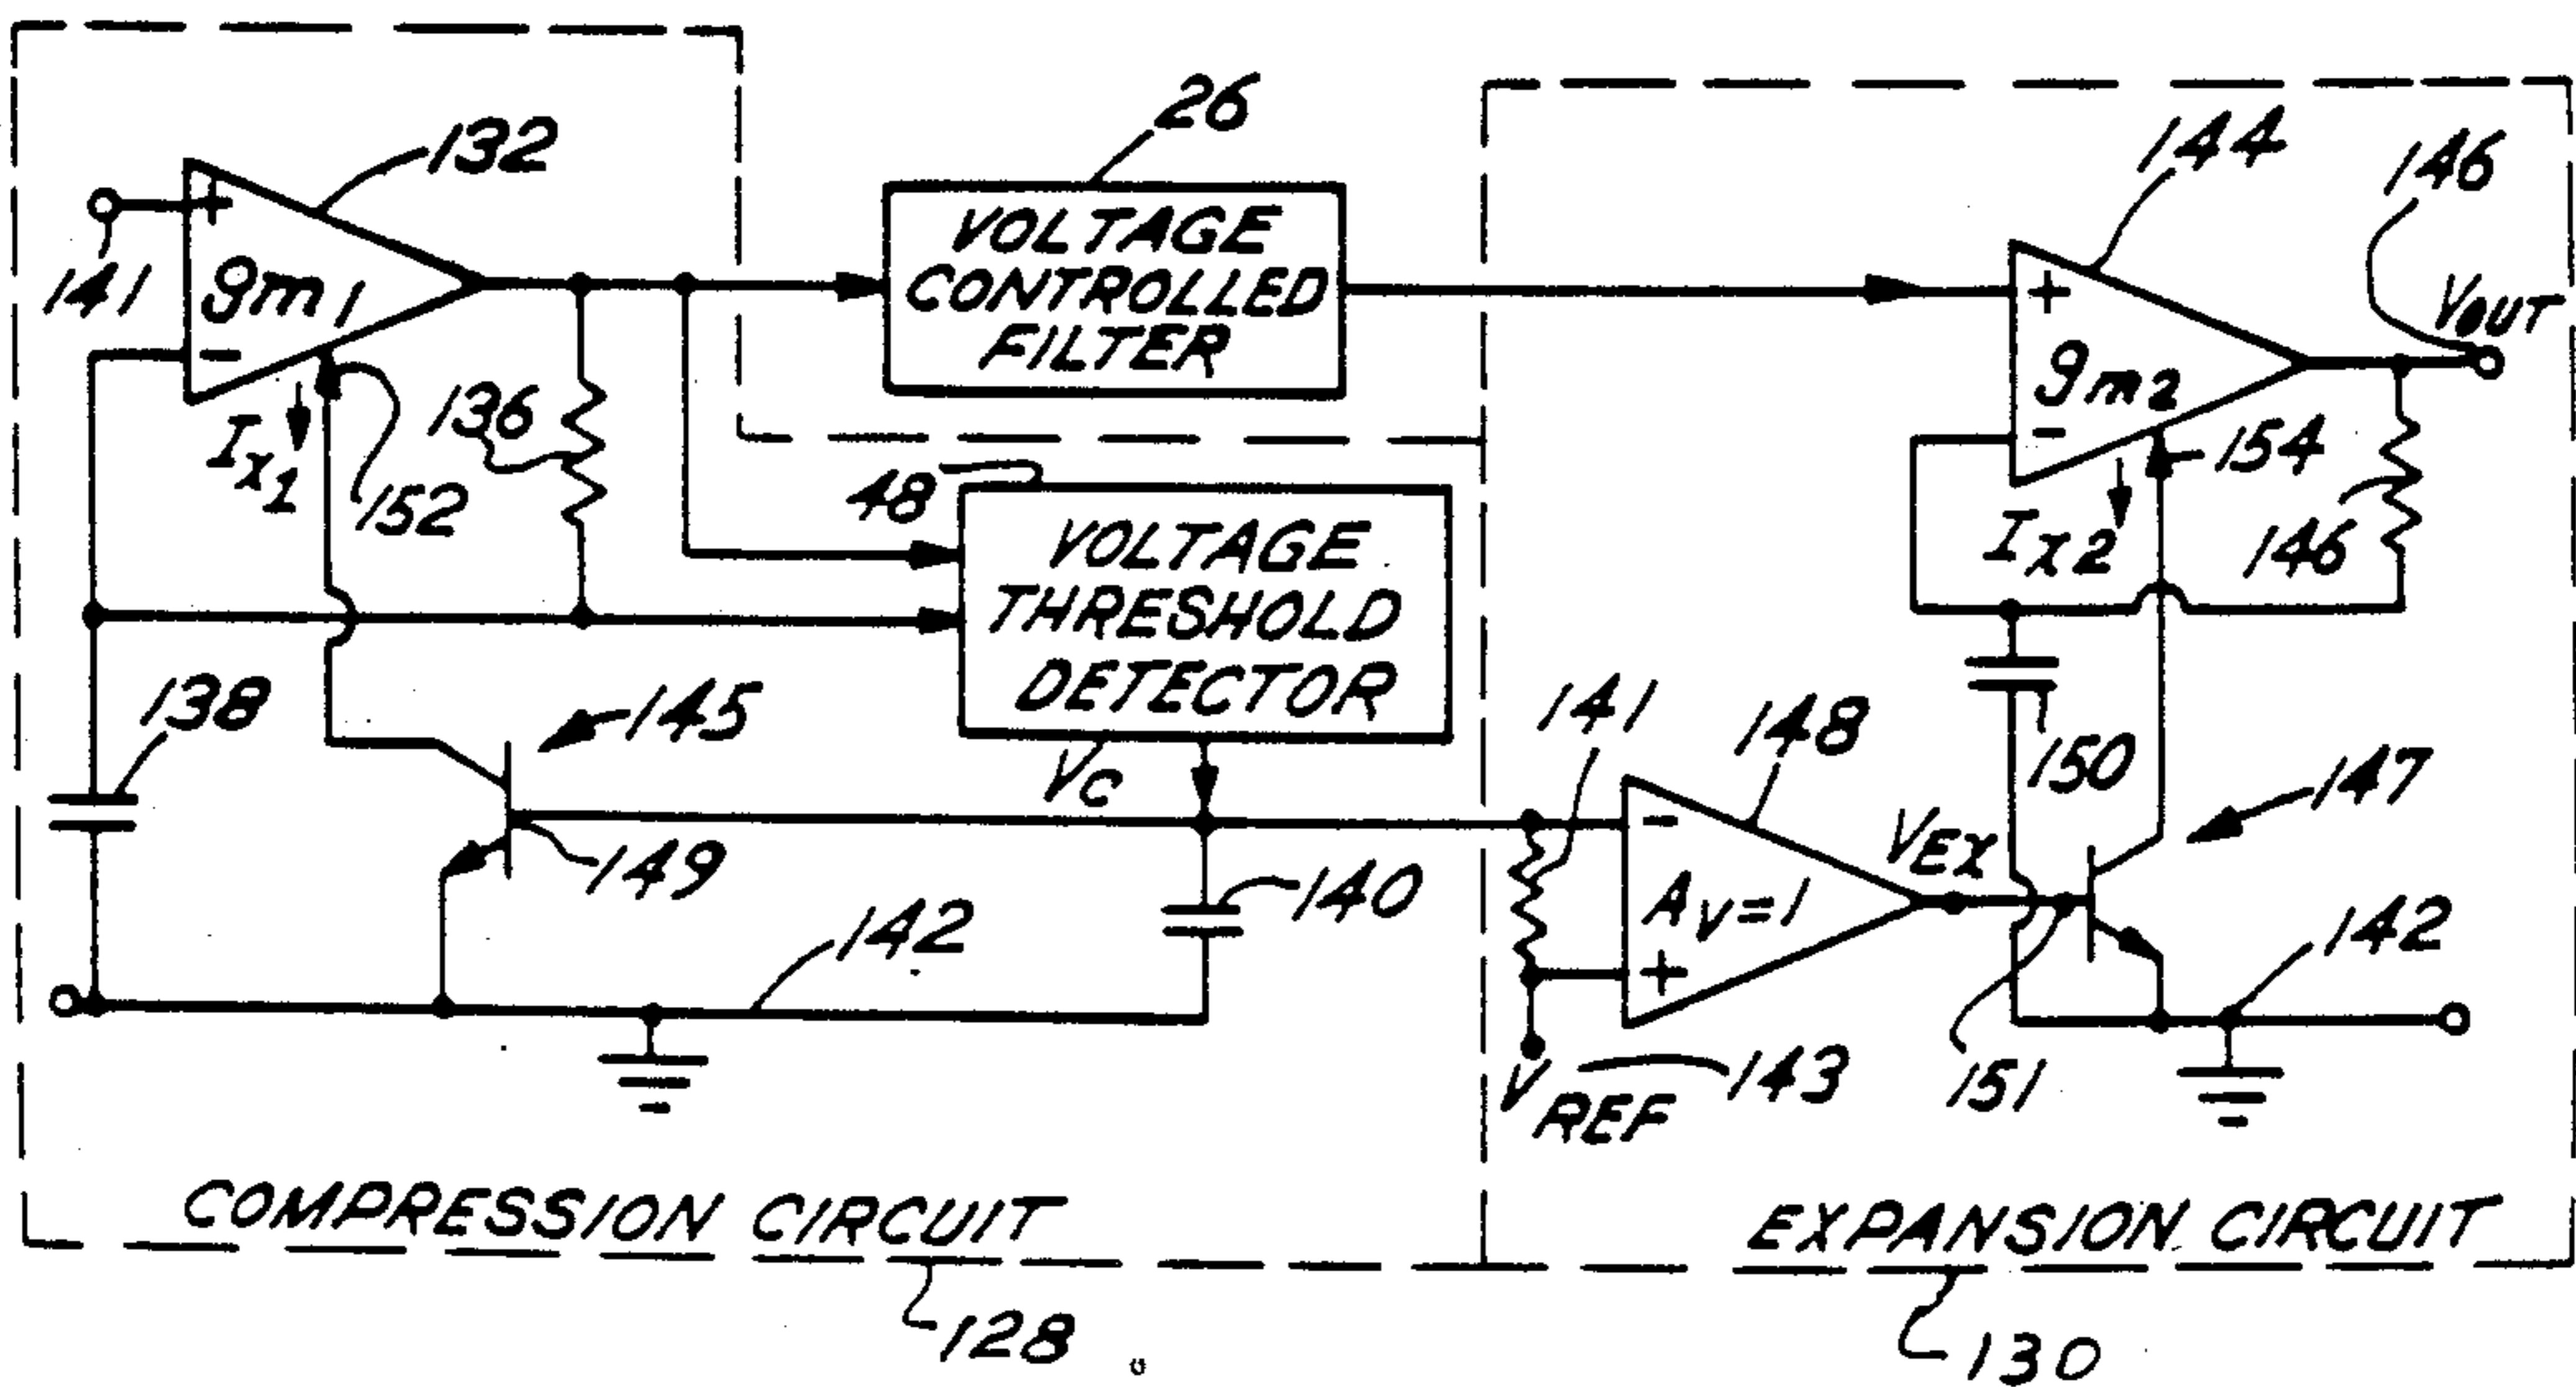 26
132
144
146
141
+
gm1
-
VOLTAGE
CONTROLLED
FILTER
+
gm2
-
VOUT
Ix1
152
136
48
154
Ix2
146
VOLTAGE
THRESHOLD
DETECTOR
138
145
VC
141
148
150
147
149
140
-
AV=1
+
VEX
142
142
VREF
143
151
COMPRESSION CIRCUIT
EXPANSION CIRCUIT
128
130